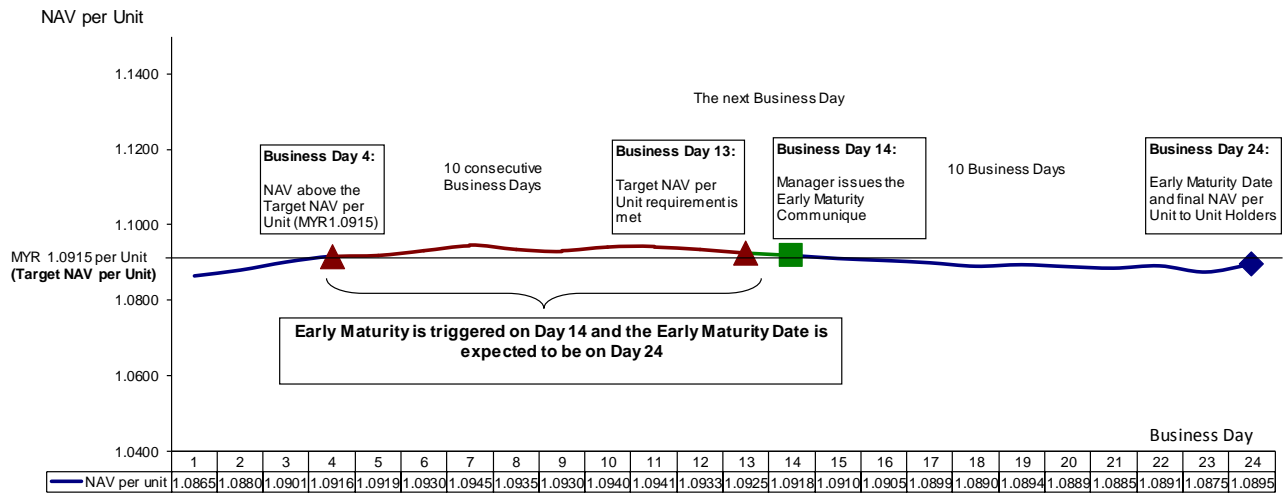 NAV per Unit
1.1400
The next Business Day
1.1200
Business Day 4:
NAV above the
Target NAV per
Unit (MYR1.0915)
10 consecutive
Business Days
Business Day 13:
Target NAV per
Unit requirement is
met
Business Day 14:
Manager issues the
Early Maturity
Communique
10 Business Days
Business Day 24:
Early Maturity Date
and final NAV per
Unit to Unit Holders
1.1000
MYR 1.0915 per Unit
(Target NAV per Unit)
1.0800
Early Maturity is triggered on Day 14 and the Early Maturity Date is
expected to be on Day 24
1.0600
Business Day
1.0400
1 2 3 4 5 6 7 8 9 10 11 12 13 14 15 16 17 18 19 20 21 22 23 24
NAV per unit 1.0865 1.0880 1.0901 1.0916 1.0919 1.0930 1.0945 1.0935 1.0930 1.0940 1.0941 1.0933 1.0925 1.0918 1.0910 1.0905 1.0899 1.0890 1.0894 1.0889 1.0885 1.0891 1.0875 1.0895